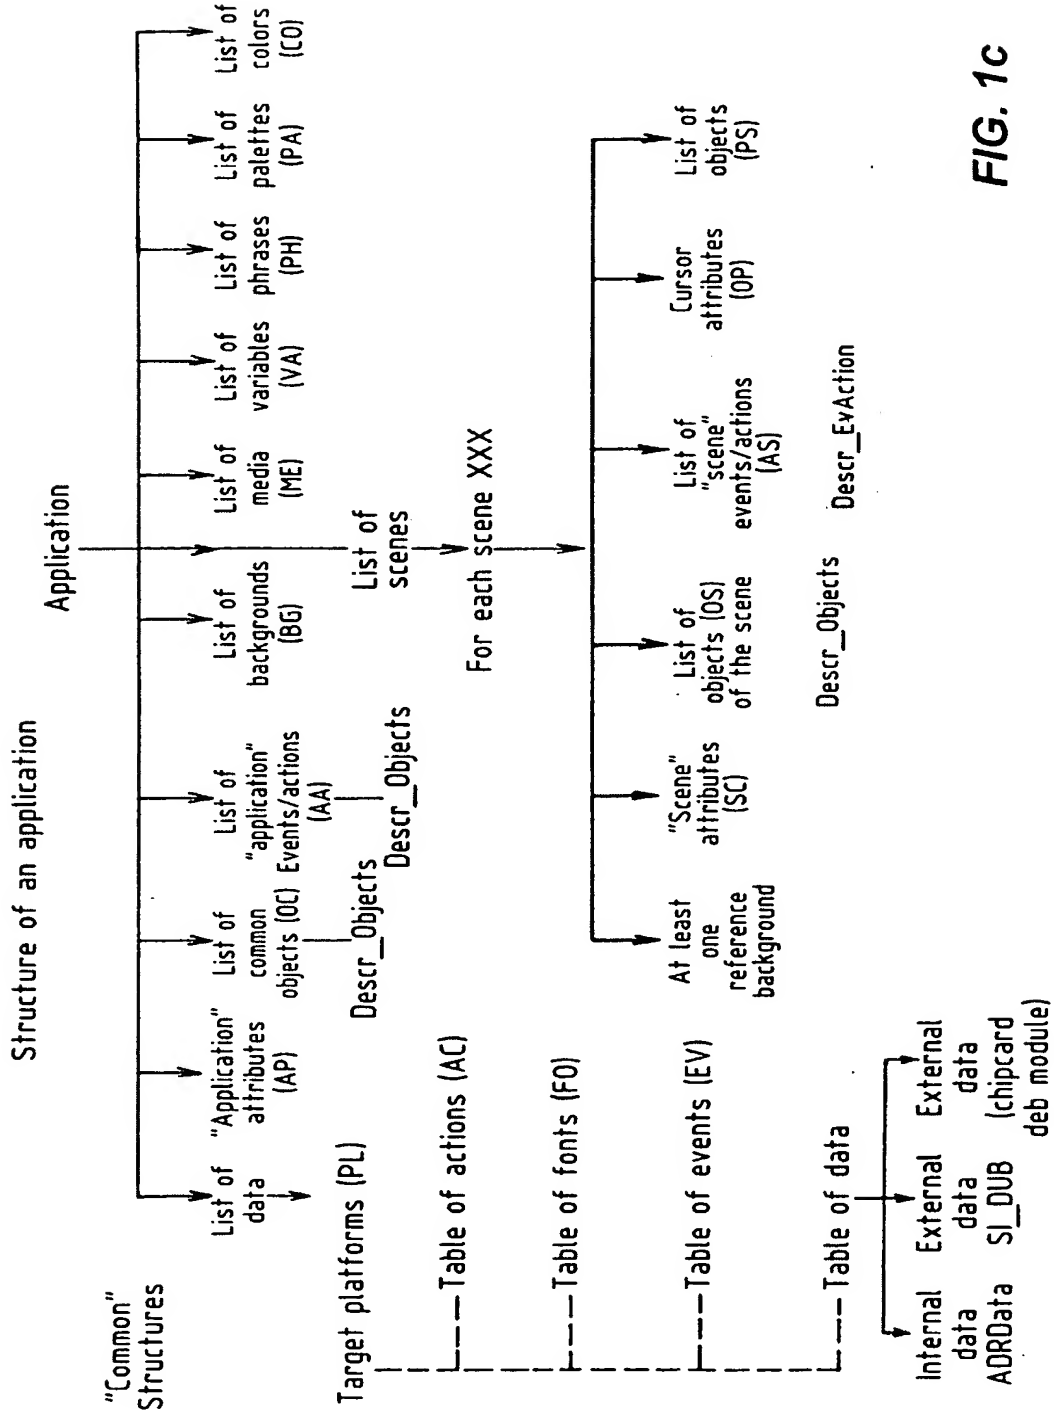 Structure of an application
Application
"Common"
Structures
List of
data
"Application"
attributes
(AP)
List of
common
objects (OC)
Descr_Objects
List of
"application"
Events/actions
(AA)
Descr_Objects
List of
backgrounds
(BG)
List of
media
(ME)
List of
variables
(VA)
List of
phrases
(PH)
List of
palettes
(PA)
List of
colors
(CO)
Target platforms (PL)
Table of actions (AC)
Table of fonts (FO)
Table of events (EV)
Table of data
Internal
data
ADRData
External
data
SI_DUB
External
data
(chipcard
deb module)
List of
scenes
For each scene XXX
At least
one
reference
background
"Scene"
attributes
(SC)
List of
objects (OS)
of the scene
Descr_Objects
List of
"scene"
events/actions
(AS)
Descr_EvAction
Cursor
attributes
(OP)
List of
objects
(PS)
FIG. 1c